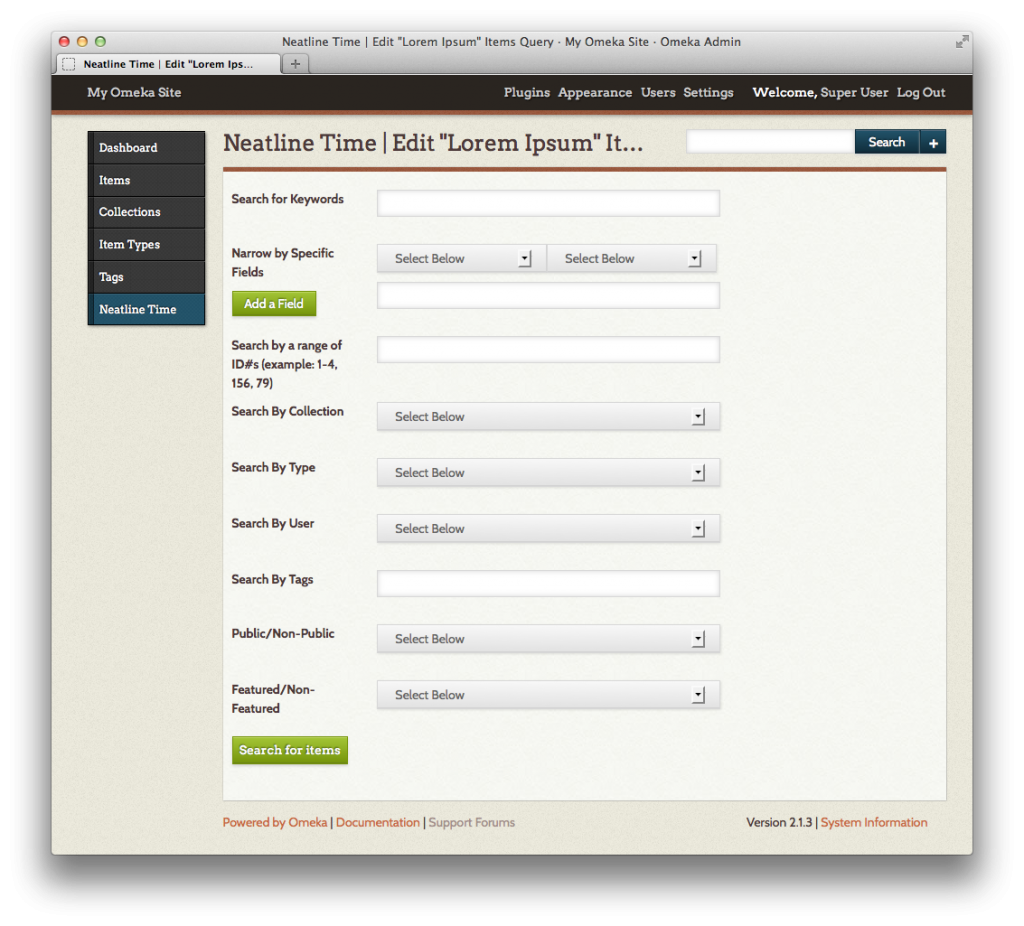 Neatline Time | Edit "Lorem Ipsum" Items Query · My Omeka Site · Omeka Admin
Neatline Time | Edit "Lorem Ips...
My Omeka Site
Plugins Appearance Users Settings Welcome, Super User Log Out
Dashboard
Items
Collections
Item Types
Tags
Neatline Time
Neatline Time | Edit "Lorem Ipsum" It...
Search +
Search for Keywords
Narrow by Specific
Fields
Select Below Select Below
Add a Field
Search by a range of
ID#s (example: 1-4,
156, 79)
Search By Collection
Select Below
Search By Type
Select Below
Search By User
Select Below
Search By Tags
Public/Non-Public
Select Below
Featured/Non-
Featured
Select Below
Search for items
Powered by Omeka | Documentation | Support Forums
Version 2.1.3 | System Information